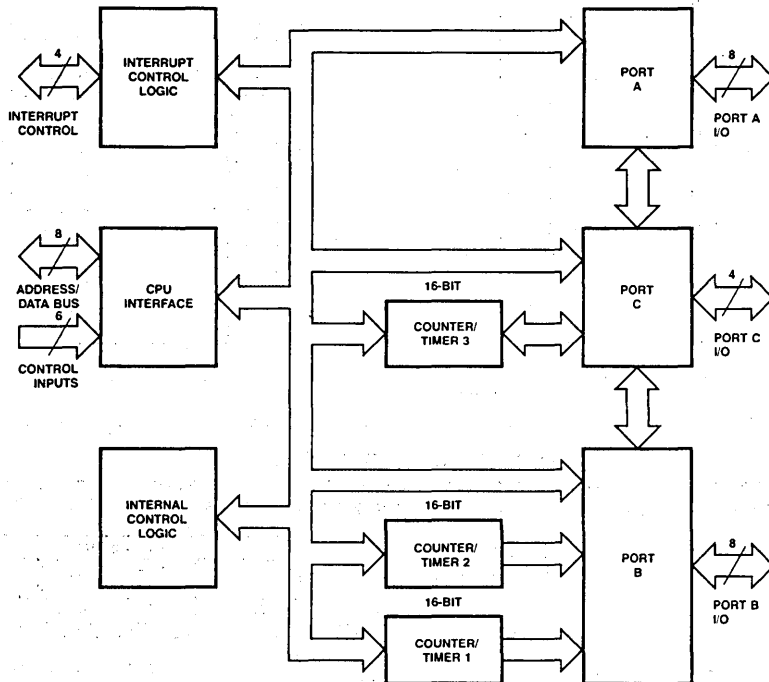 4
INTERRUPT
CONTROL
INTERRUPT
CONTROL
LOGIC
PORT
A
8
PORT A
I/O
8
ADDRESS/
DATA BUS
6
CONTROL
INPUTS
CPU
INTERFACE
16-BIT
COUNTER/
TIMER 3
PORT
C
4
PORT C
I/O
INTERNAL
CONTROL
LOGIC
16-BIT
COUNTER/
TIMER 2
16-BIT
COUNTER/
TIMER 1
PORT
B
8
PORT B
I/O